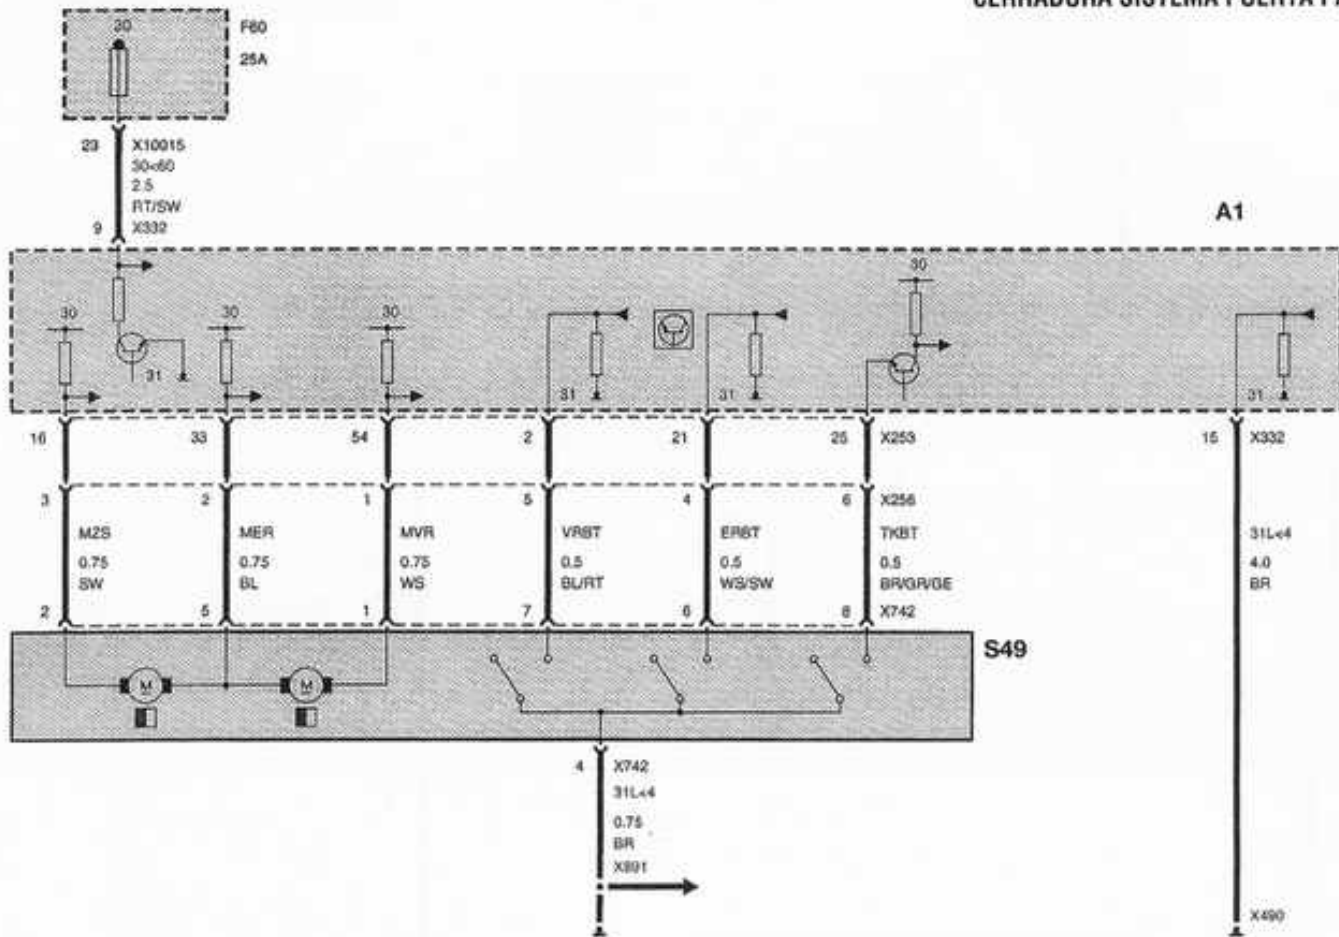 CERRADURA SISTEMA PUERTA
30
F60
25A
23 X10015
30<60
2.5
RT/SW
9 X332
A1
30 30 30 30
31 31 31 31
16 33 54 2 21 25 X253 15 X332
3 2 1 5 4 6 X256
MZS MER MVR VRBT ERBT TKBT 31L<4
0.75 0.75 0.75 0.5 0.5 0.5 4.0
SW BL WS BL/RT WS/SW BR/GR/GE BR
2 5 1 7 6 8 X742
S49
M M
4 X742
31L<4
0.75
BR
X891
X490